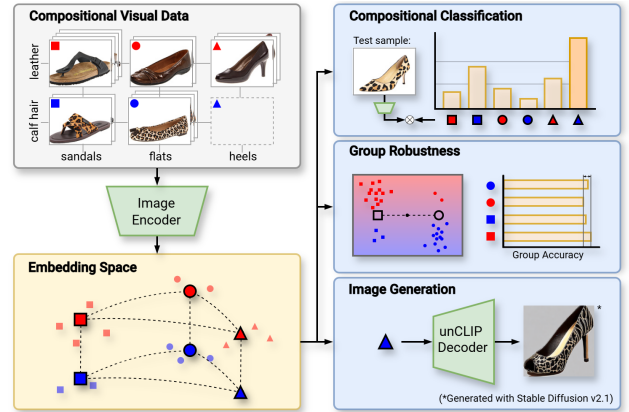 Compositional Visual Data
leather
calf hair
sandals
flats
heels
Image
Encoder
Embedding Space
Compositional Classification
Test sample:
Group Robustness
Group Accuracy
Image Generation
unCLIP
Decoder
*
(*Generated with Stable Diffusion v2.1)